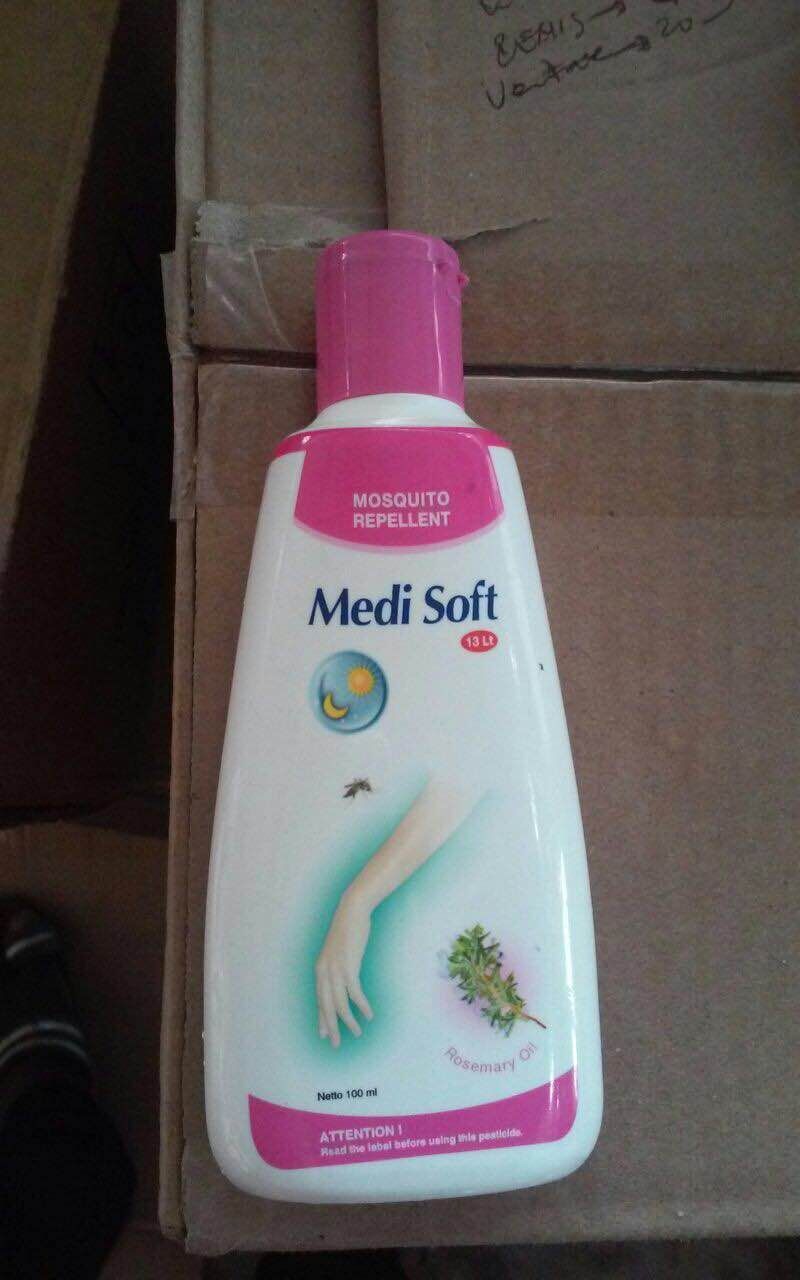 MOSQUITO
REPELLENT
Medi Soft
13 Lt
Rosemary Oil
Netto 100 ml
ATTENTION !
Read the label before using this pesticide.